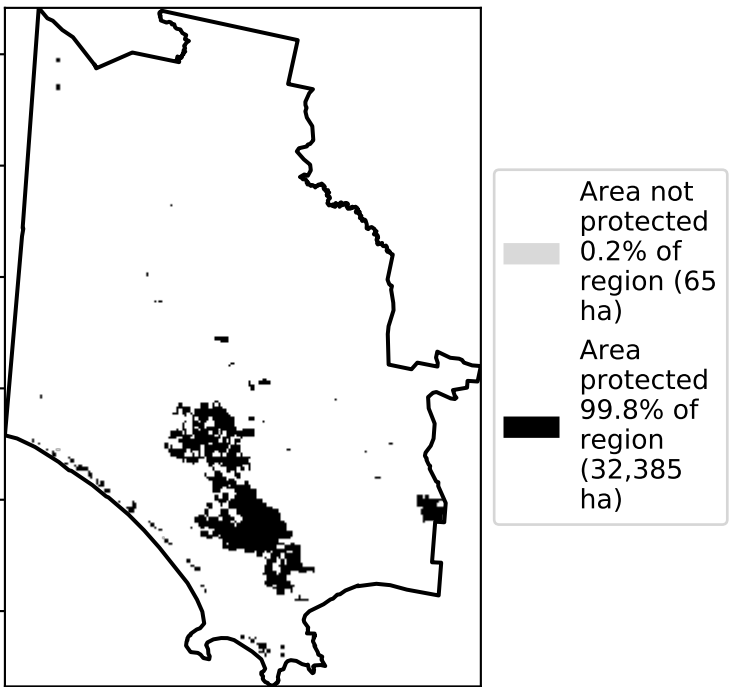 Area not
protected
0.2% of
region (65
ha)
Area
protected
99.8% of
region
(32,385
ha)